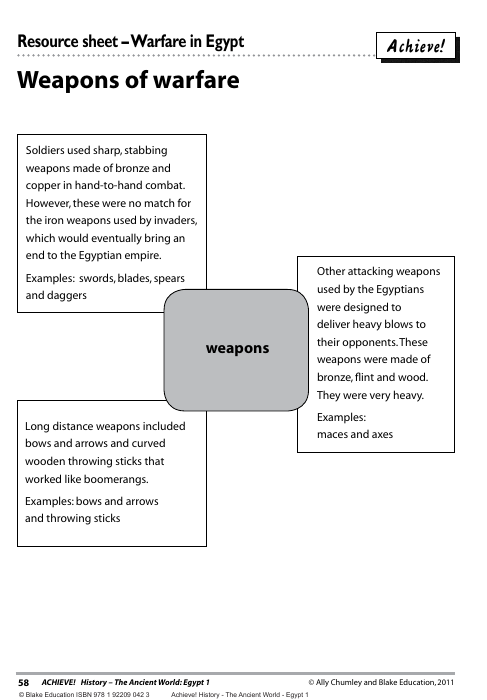 Resource sheet – Warfare in Egypt
Achieve!
Weapons of warfare
Soldiers used sharp, stabbing
weapons made of bronze and
copper in hand-to-hand combat.
However, these were no match for
the iron weapons used by invaders,
which would eventually bring an
end to the Egyptian empire.
Examples: swords, blades, spears
and daggers
Other attacking weapons
used by the Egyptians
were designed to
deliver heavy blows to
their opponents. These
weapons were made of
bronze, flint and wood.
They were very heavy.
Examples:
maces and axes
weapons
Long distance weapons included
bows and arrows and curved
wooden throwing sticks that
worked like boomerangs.
Examples: bows and arrows
and throwing sticks
58 ACHIEVE! History – The Ancient World: Egypt 1 © Ally Chumley and Blake Education, 2011
© Blake Education ISBN 978 1 92209 042 3 Achieve! History - The Ancient World - Egypt 1